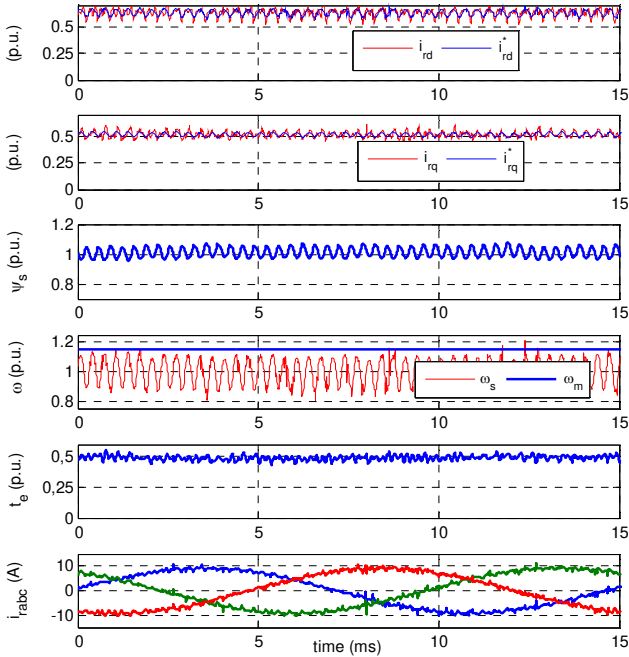 (p.u.)
0.5
0.25
0
i_rd i*_rd
0 5 10 15
(p.u.)
0.5
0.25
0
i_rq i*_rq
0 5 10 15
ψ_s (p.u.)
1.2
1
0.8
0 5 10 15
ω (p.u.)
1.2
1
0.8
ω_s ω_m
0 5 10 15
t_e (p.u.)
0,5
0,25
0
0 5 10 15
i_rabc (A)
10
0
-10
0 5 10 15
time (ms)